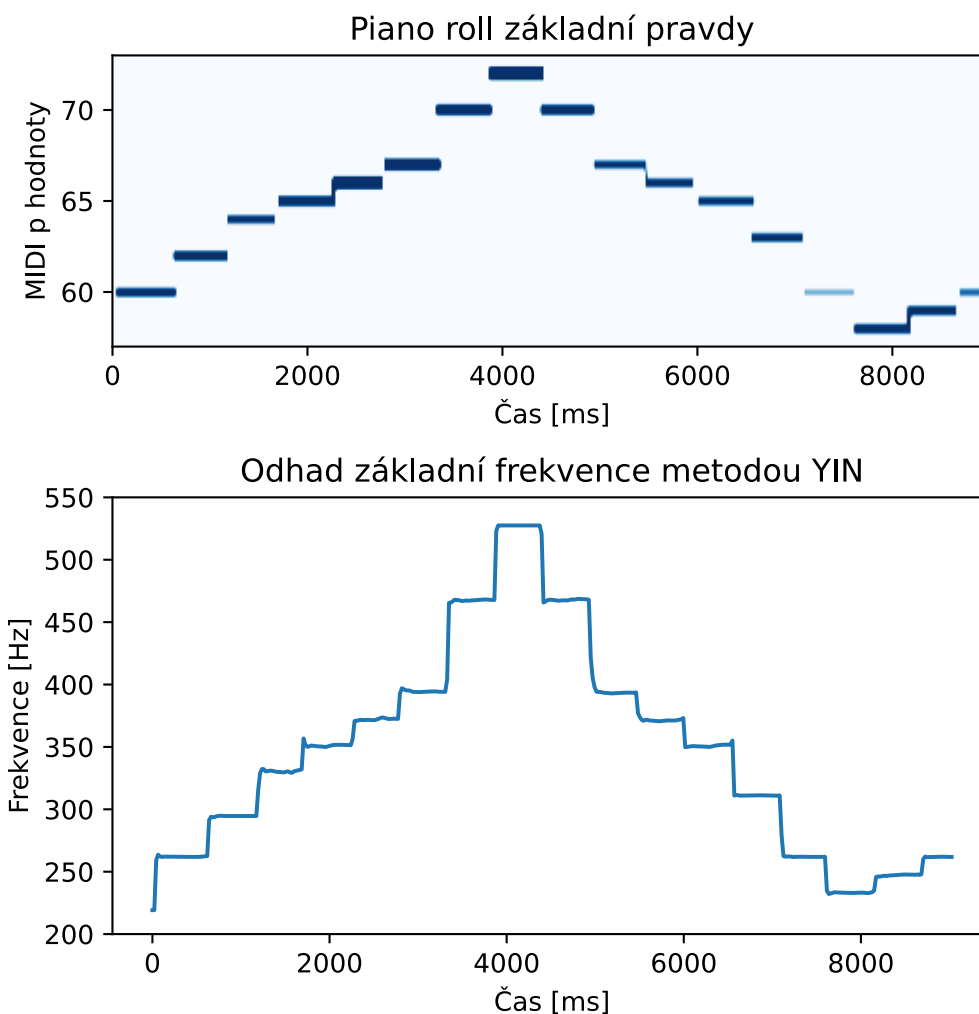 Piano roll základní pravdy
MIDI p hodnoty
70
65
60
0 2000 4000 6000 8000
Čas [ms]
Odhad základní frekvence metodou YIN
Frekvence [Hz]
550
500
450
400
350
300
250
200
0 2000 4000 6000 8000
Čas [ms]